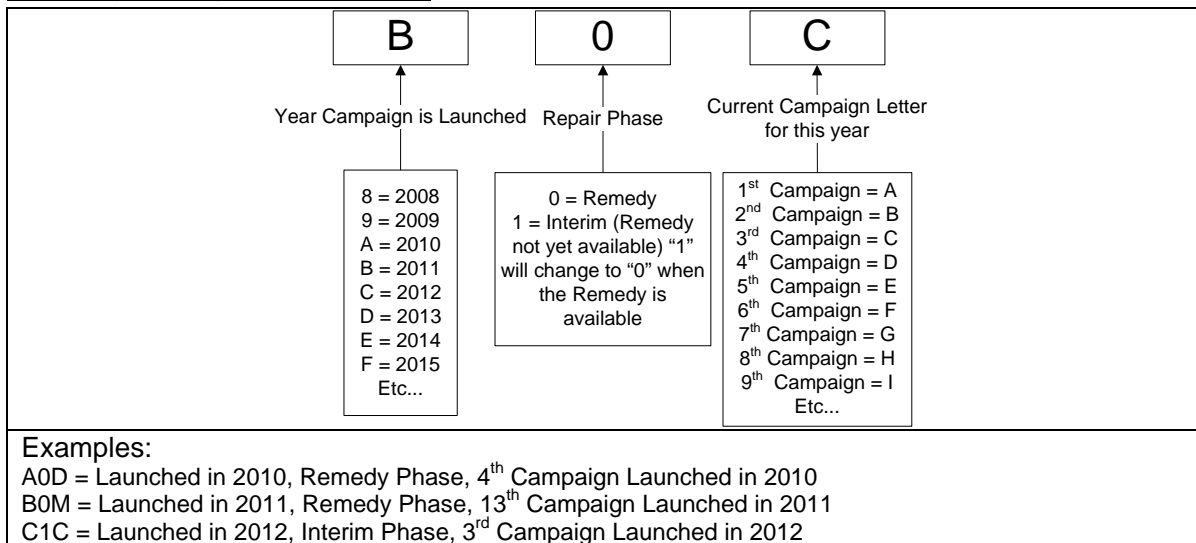 B
0
C
Year Campaign is Launched
Repair Phase
Current Campaign Letter
for this year
8 = 2008
9 = 2009
A = 2010
B = 2011
C = 2012
D = 2013
E = 2014
F = 2015
Etc...
0 = Remedy
1 = Interim (Remedy
not yet available) “1”
will change to “0” when
the Remedy is
available
1st Campaign = A
2nd Campaign = B
3rd Campaign = C
4th Campaign = D
5th Campaign = E
6th Campaign = F
7th Campaign = G
8th Campaign = H
9th Campaign = I
Etc...
Examples:
A0D = Launched in 2010, Remedy Phase, 4th Campaign Launched in 2010
B0M = Launched in 2011, Remedy Phase, 13th Campaign Launched in 2011
C1C = Launched in 2012, Interim Phase, 3rd Campaign Launched in 2012